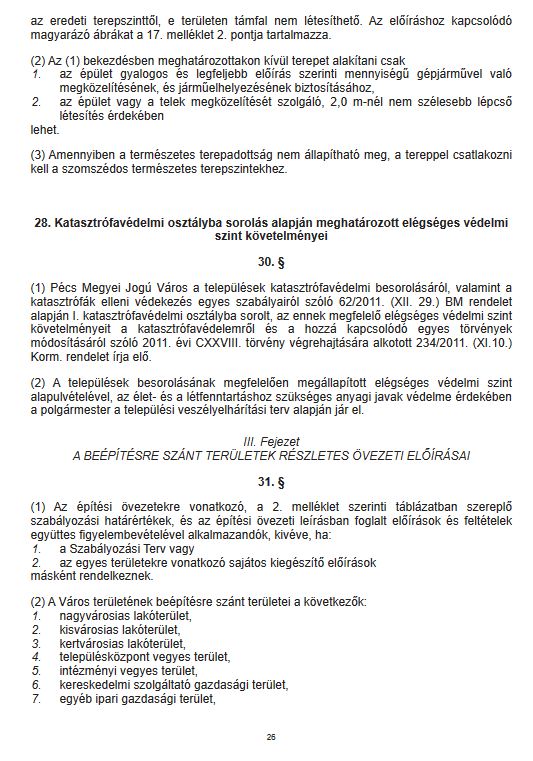 az eredeti terepszinttől, e területen támfal nem létesíthető. Az előíráshoz kapcsolódó
magyarázó ábrákat a 17. melléklet 2. pontja tartalmazza.
(2) Az (1) bekezdésben meghatározottakon kívül terepet alakítani csak
1. az épület gyalogos és legfeljebb előírás szerinti mennyiségű gépjárművel való
megközelítésének, és járműelhelyezésének biztosításához,
2. az épület vagy a telek megközelítését szolgáló, 2,0 m-nél nem szélesebb lépcső
létesítés érdekében
lehet.
(3) Amennyiben a természetes terepadottság nem állapítható meg, a tereppel csatlakozni
kell a szomszédos természetes terepszintekhez.
28. Katasztrófavédelmi osztályba sorolás alapján meghatározott elégséges védelmi
szint követelményei
30. §
(1) Pécs Megyei Jogú Város a települések katasztrófavédelmi besorolásáról, valamint a
katasztrófák elleni védekezés egyes szabályairól szóló 62/2011. (XII. 29.) BM rendelet
alapján I. katasztrófavédelmi osztályba sorolt, az ennek megfelelő elégséges védelmi szint
követelményeit a katasztrófavédelemről és a hozzá kapcsolódó egyes törvények
módosításáról szóló 2011. évi CXXVIII. törvény végrehajtására alkotott 234/2011. (XI.10.)
Korm. rendelet írja elő.
(2) A települések besorolásának megfelelően megállapított elégséges védelmi szint
alapulvételével, az élet- és a létfenntartáshoz szükséges anyagi javak védelme érdekében
a polgármester a települési veszélyelhárítási terv alapján jár el.
III. Fejezet
A BEÉPÍTÉSRE SZÁNT TERÜLETEK RÉSZLETES ÖVEZETI ELŐÍRÁSAI
31. §
(1) Az építési övezetekre vonatkozó, a 2. melléklet szerinti táblázatban szereplő
szabályozási határértékek, és az építési övezeti leírásban foglalt előírások és feltételek
együttes figyelembevételével alkalmazandók, kivéve, ha:
1. a Szabályozási Terv vagy
2. az egyes területekre vonatkozó sajátos kiegészítő előírások
másként rendelkeznek.
(2) A Város területének beépítésre szánt területei a következők:
1. nagyvárosias lakóterület,
2. kisvárosias lakóterület,
3. kertvárosias lakóterület,
4. településközpont vegyes terület,
5. intézményi vegyes terület,
6. kereskedelmi szolgáltató gazdasági terület,
7. egyéb ipari gazdasági terület,
26